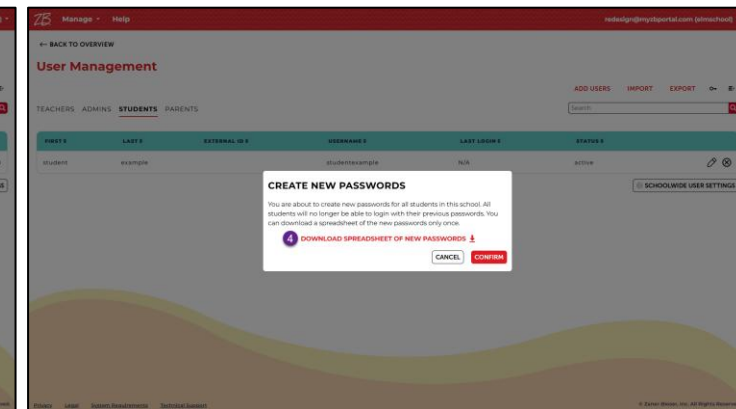 ZB Manage Help redesign@myzbportal.com (elmschool)
← BACK TO OVERVIEW
User Management
ADD USERS IMPORT EXPORT
TEACHERS ADMINS STUDENTS PARENTS
Search
FIRST LAST EXTERNAL ID USERNAME LAST LOGIN STATUS
student example studentexample N/A active
SCHOOLWIDE USER SETTINGS
CREATE NEW PASSWORDS
You are about to create new passwords for all students in this school. All
students will no longer be able to login with their previous passwords. You
can download a spreadsheet of the new passwords only once.
4 DOWNLOAD SPREADSHEET OF NEW PASSWORDS
CANCEL CONFIRM
Privacy Legal System Requirements Technical Support © Zaner-Bloser, Inc. All Rights Reserved